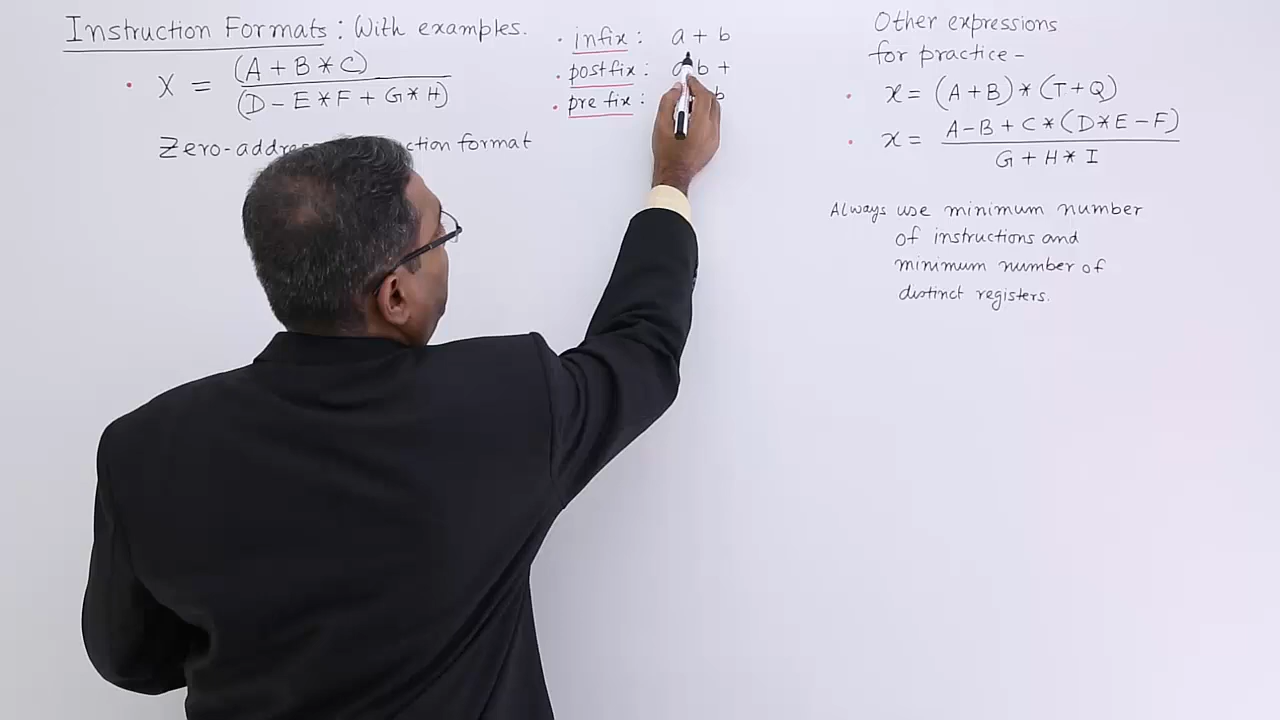 Instruction Formats: With examples.
• X = (A + B * C)
(D - E * F + G * H)
Zero-address format
• infix : a + b
• postfix : a b +
• prefix : b
Other expressions
for practice -
• x = (A + B) * (T + Q)
• x = A - B + C * (D * E - F)
G + H * I
Always use minimum number
of instructions and
minimum number of
distinct registers.